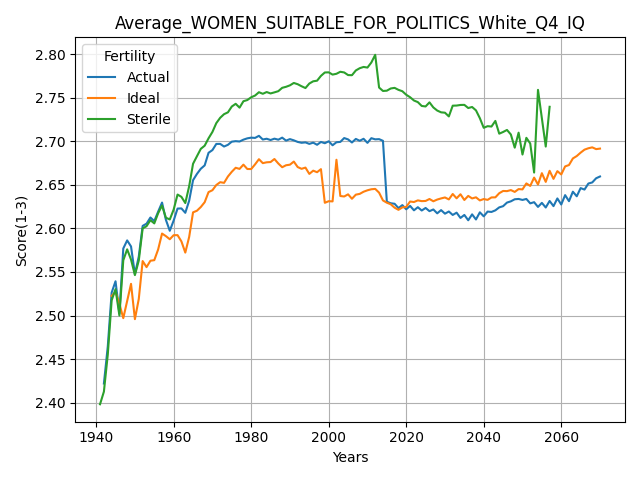 Average_WOMEN_SUITABLE_FOR_POLITICS_White_Q4_IQ
Fertility
Actual
Ideal
Sterile
Score(1-3)
2.80
2.75
2.70
2.65
2.60
2.55
2.50
2.45
2.40
1940 1960 1980 2000 2020 2040 2060
Years